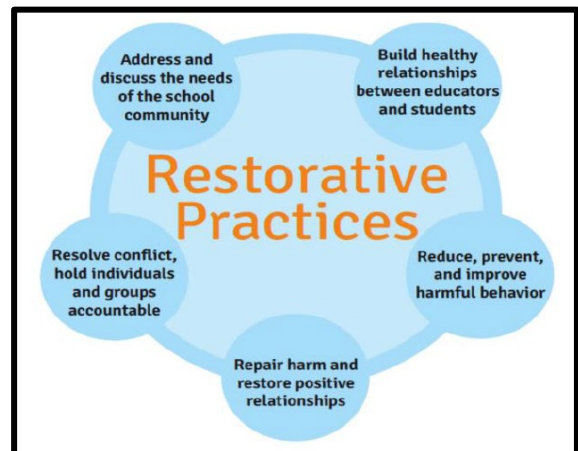 Address and
discuss the needs
of the school
community
Build healthy
relationships
between educators
and students
Restorative
Practices
Resolve conflict,
hold individuals
and groups
accountable
Reduce, prevent,
and improve
harmful behavior
Repair harm and
restore positive
relationships